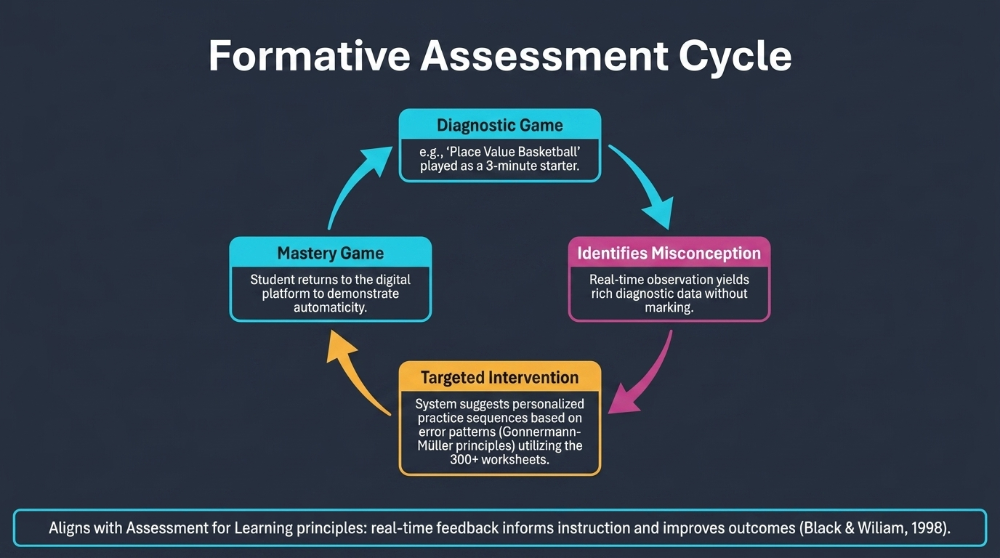 Formative Assessment Cycle
Diagnostic Game
e.g., ‘Place Value Basketball’
played as a 3-minute starter.
Identifies Misconception
Real-time observation yields
rich diagnostic data without
marking.
Targeted Intervention
System suggests personalized
practice sequences based on
error patterns (Gonnermann-
Müller principles) utilizing the
300+ worksheets.
Mastery Game
Student returns to the digital
platform to demonstrate
automaticity.
Aligns with Assessment for Learning principles: real-time feedback informs instruction and improves outcomes (Black & Wiliam, 1998).